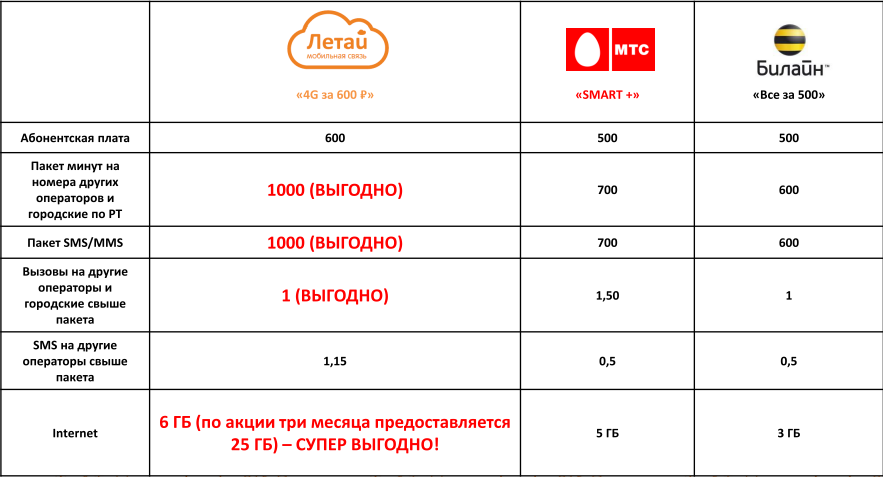 Летай
мобильная связь
«4G за 600 ₽»
МТС
«SMART +»
Билайн™
«Все за 500»
Абонентская плата
600
500
500
Пакет минут на
номера других
операторов и
городские по РТ
1000 (ВЫГОДНО)
700
600
Пакет SMS/MMS
1000 (ВЫГОДНО)
700
600
Вызовы на другие
операторы и
городские свыше
пакета
1 (ВЫГОДНО)
1,50
1
SMS на другие
операторы свыше
пакета
1,15
0,5
0,5
Internet
6 ГБ (по акции три месяца предоставляется
25 ГБ) – СУПЕР ВЫГОДНО!
5 ГБ
3 ГБ